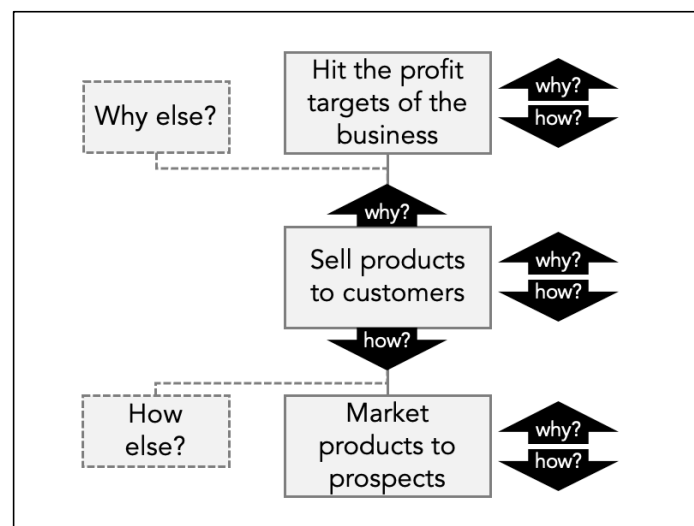 Hit the profit
targets of the
business
why?
how?
Why else?
why?
Sell products
to customers
why?
how?
how?
How
else?
Market
products to
prospects
why?
how?